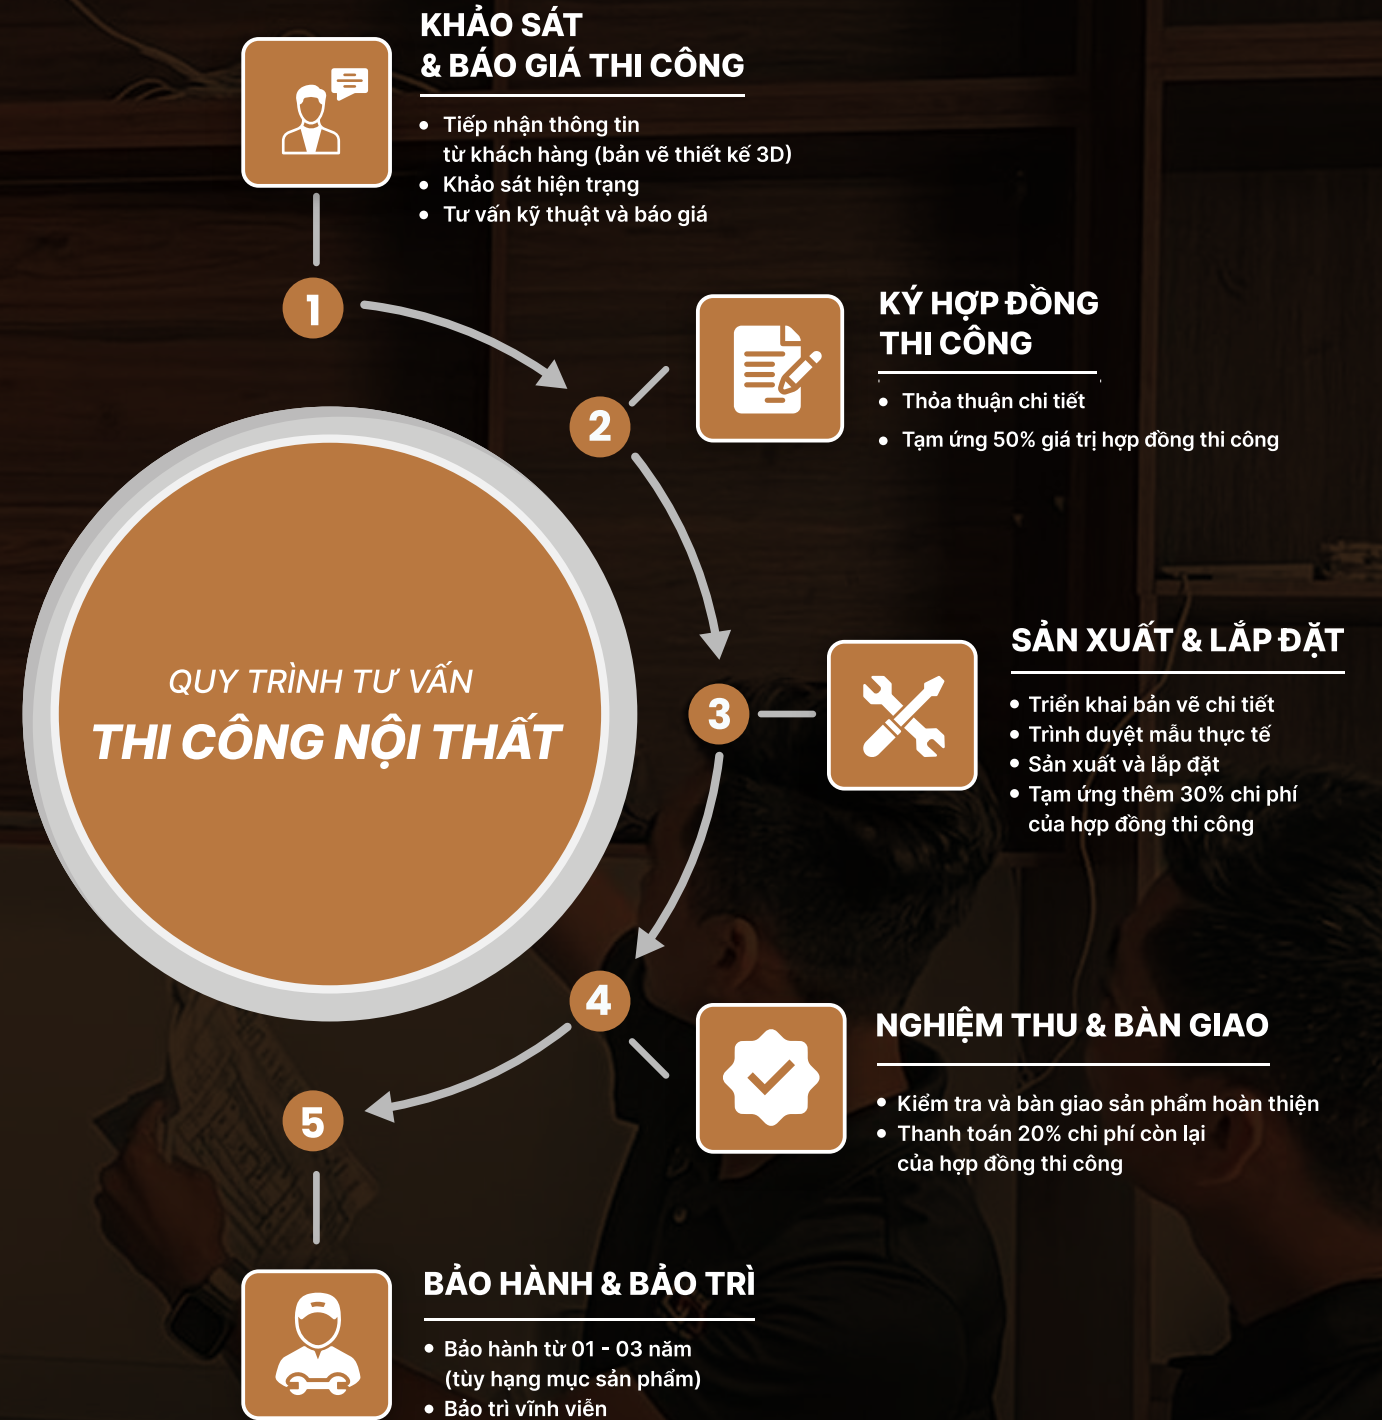 KHẢO SÁT
& BÁO GIÁ THI CÔNG
• Tiếp nhận thông tin
từ khách hàng (bản vẽ thiết kế 3D)
• Khảo sát hiện trạng
• Tư vấn kỹ thuật và báo giá
1
KÝ HỢP ĐỒNG
THI CÔNG
• Thỏa thuận chi tiết
• Tạm ứng 50% giá trị hợp đồng thi công
2
QUY TRÌNH TƯ VẤN
THI CÔNG NỘI THẤT
3
SẢN XUẤT & LẮP ĐẶT
• Triển khai bản vẽ chi tiết
• Trình duyệt mẫu thực tế
• Sản xuất và lắp đặt
• Tạm ứng thêm 30% chi phí
của hợp đồng thi công
4
NGHIỆM THU & BÀN GIAO
• Kiểm tra và bàn giao sản phẩm hoàn thiện
• Thanh toán 20% chi phí còn lại
của hợp đồng thi công
5
BẢO HÀNH & BẢO TRÌ
• Bảo hành từ 01 - 03 năm
(tùy hạng mục sản phẩm)
• Bảo trì vĩnh viễn